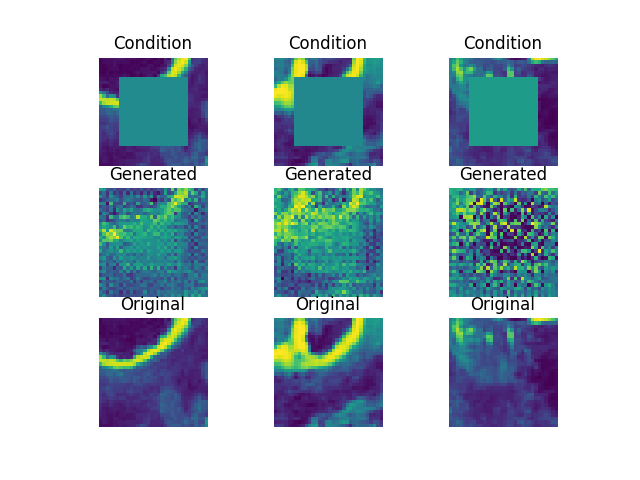 Condition Condition Condition
Generated Generated Generated
Original Original Original